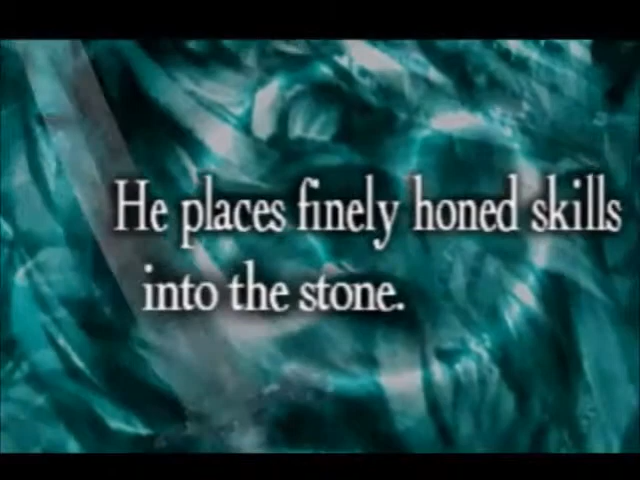 He places finely honed skills
into the stone.